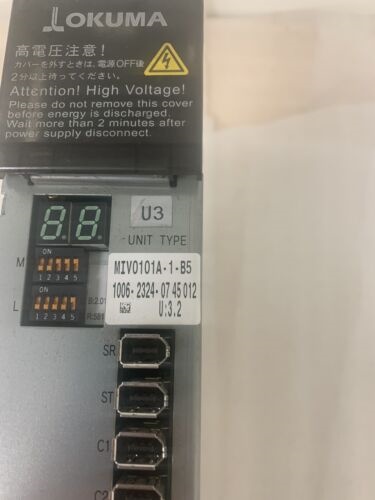 OKUMA
高電圧注意！
カバーを外すときは、電源OFF後
2分以上待ってください。
Attention! High Voltage!
Please do not remove this cover
before energy is discharged.
Wait more than 2 minutes after
power supply disconnect.
88
U3
UNIT TYPE
ON
M
1 2 3 4 5
MIV0101A-1-B5
1006-2324-07 45 012
U:3.2
ON
L
1 2 3 4 5
SR
ST
C1
C2